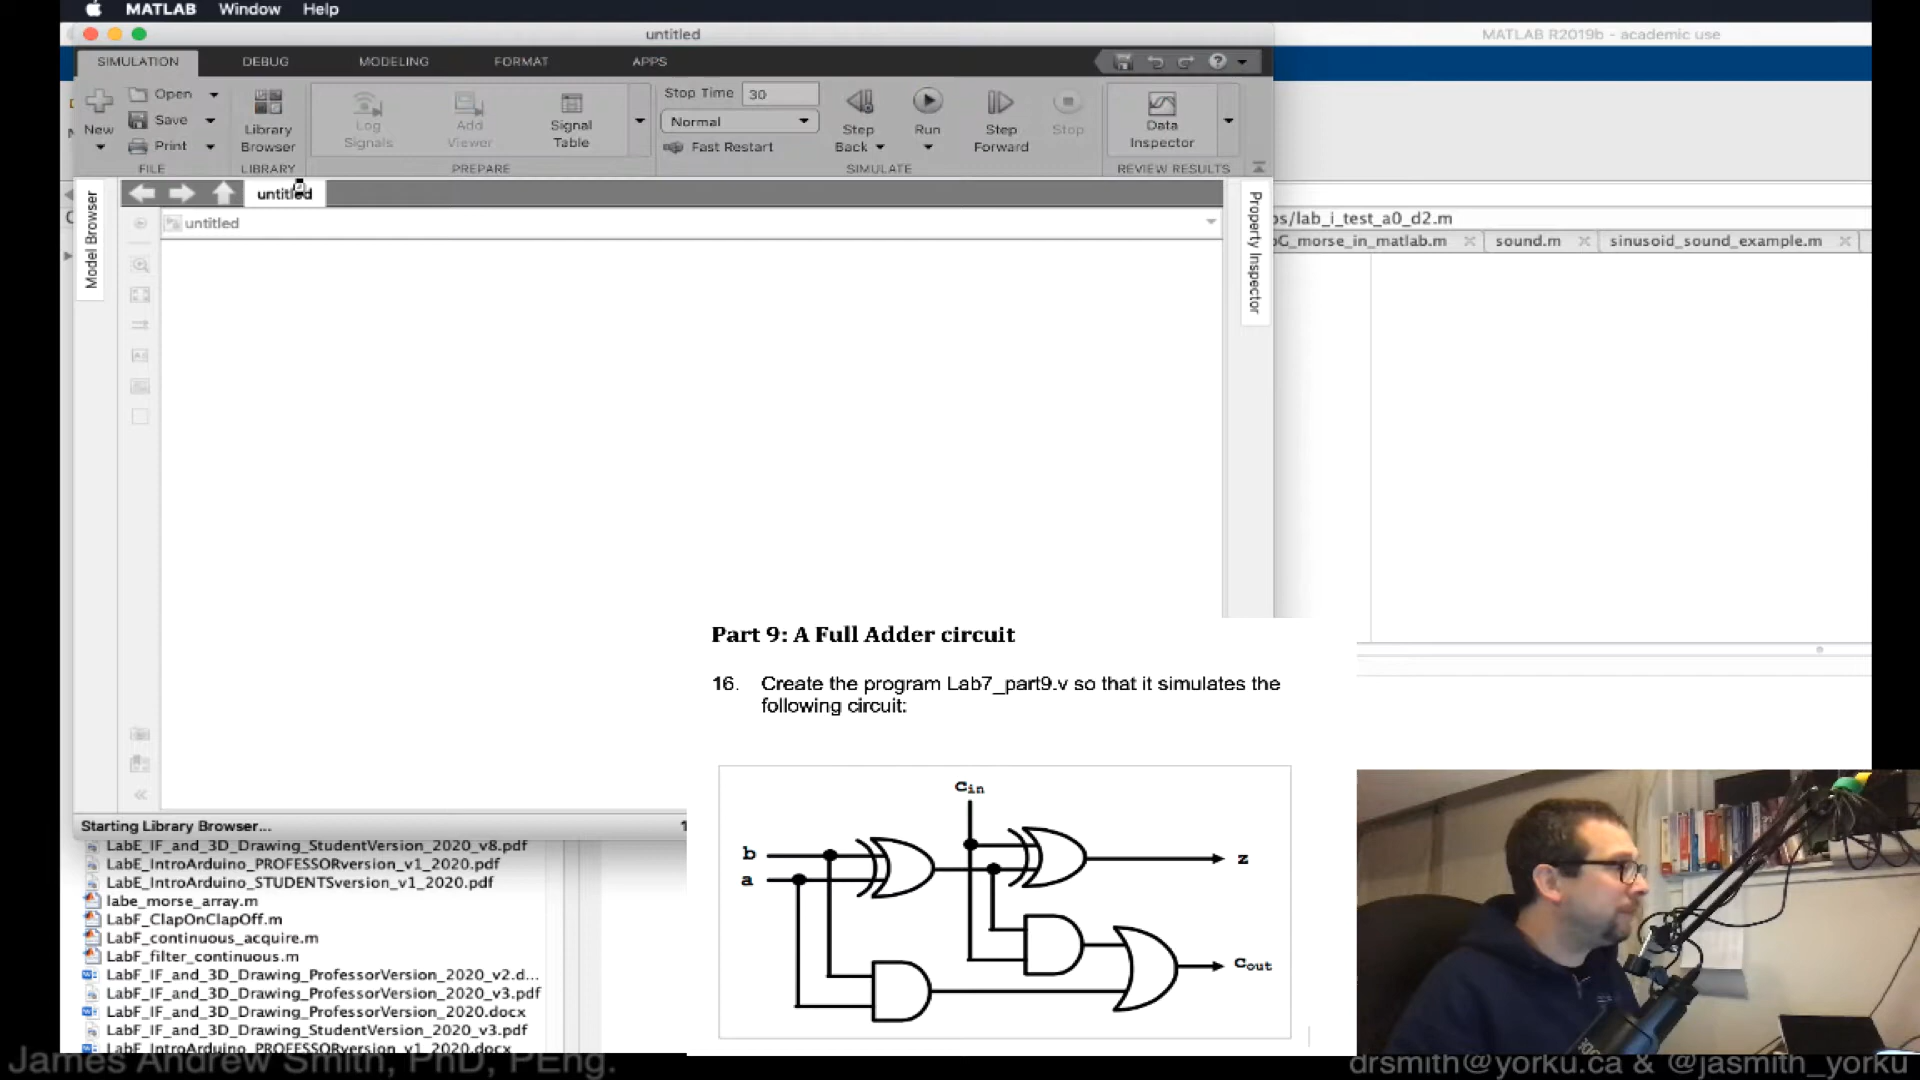 MATLAB Window Help
untitled
MATLAB R2019b - academic use
SIMULATION DEBUG MODELING FORMAT APPS
New
Open
Save
Print
FILE
Library Browser
LIBRARY
Log Signals
Add Viewer
Signal Table
PREPARE
Stop Time 30
Normal
Fast Restart
Step Back
Run
Step Forward
Stop
SIMULATE
Data Inspector
REVIEW RESULTS
Model Browser
untitled
untitled
Property Inspector
/lab_i_test_a0_d2.m
G_morse_in_matlab.m sound.m sinusoid_sound_example.m
Part 9: A Full Adder circuit
16. Create the program Lab7_part9.v so that it simulates the
following circuit:
cin
b
a
z
cout
Starting Library Browser...
LabE_IF_and_3D_Drawing_StudentVersion_2020_v8.pdf
LabE_IntroArduino_PROFESSORversion_v1_2020.pdf
LabE_IntroArduino_STUDENTSversion_v1_2020.pdf
labe_morse_array.m
LabF_ClapOnClapOff.m
LabF_continuous_acquire.m
LabF_filter_continuous.m
LabF_IF_and_3D_Drawing_ProfessorVersion_2020_v2.d...
LabF_IF_and_3D_Drawing_ProfessorVersion_2020_v3.pdf
LabF_IF_and_3D_Drawing_ProfessorVersion_2020.docx
LabF_IF_and_3D_Drawing_StudentVersion_2020_v3.pdf
LabF_IntroArduino_PROFESSORversion_v1_2020.docx
James Andrew Smith, PhD, PEng.
drsmith@yorku.ca & @jasmith_yorku